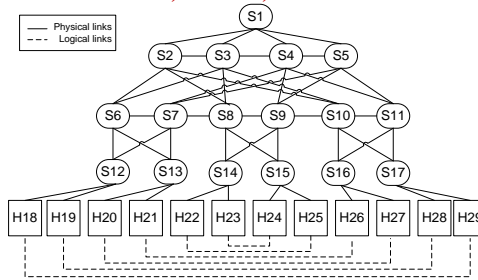 S1
Physical links
Logical links
S2 S3 S4 S5
S6 S7 S8 S9 S10 S11
S12 S13 S14 S15 S16 S17
H18 H19 H20 H21 H22 H23 H24 H25 H26 H27 H28 H29